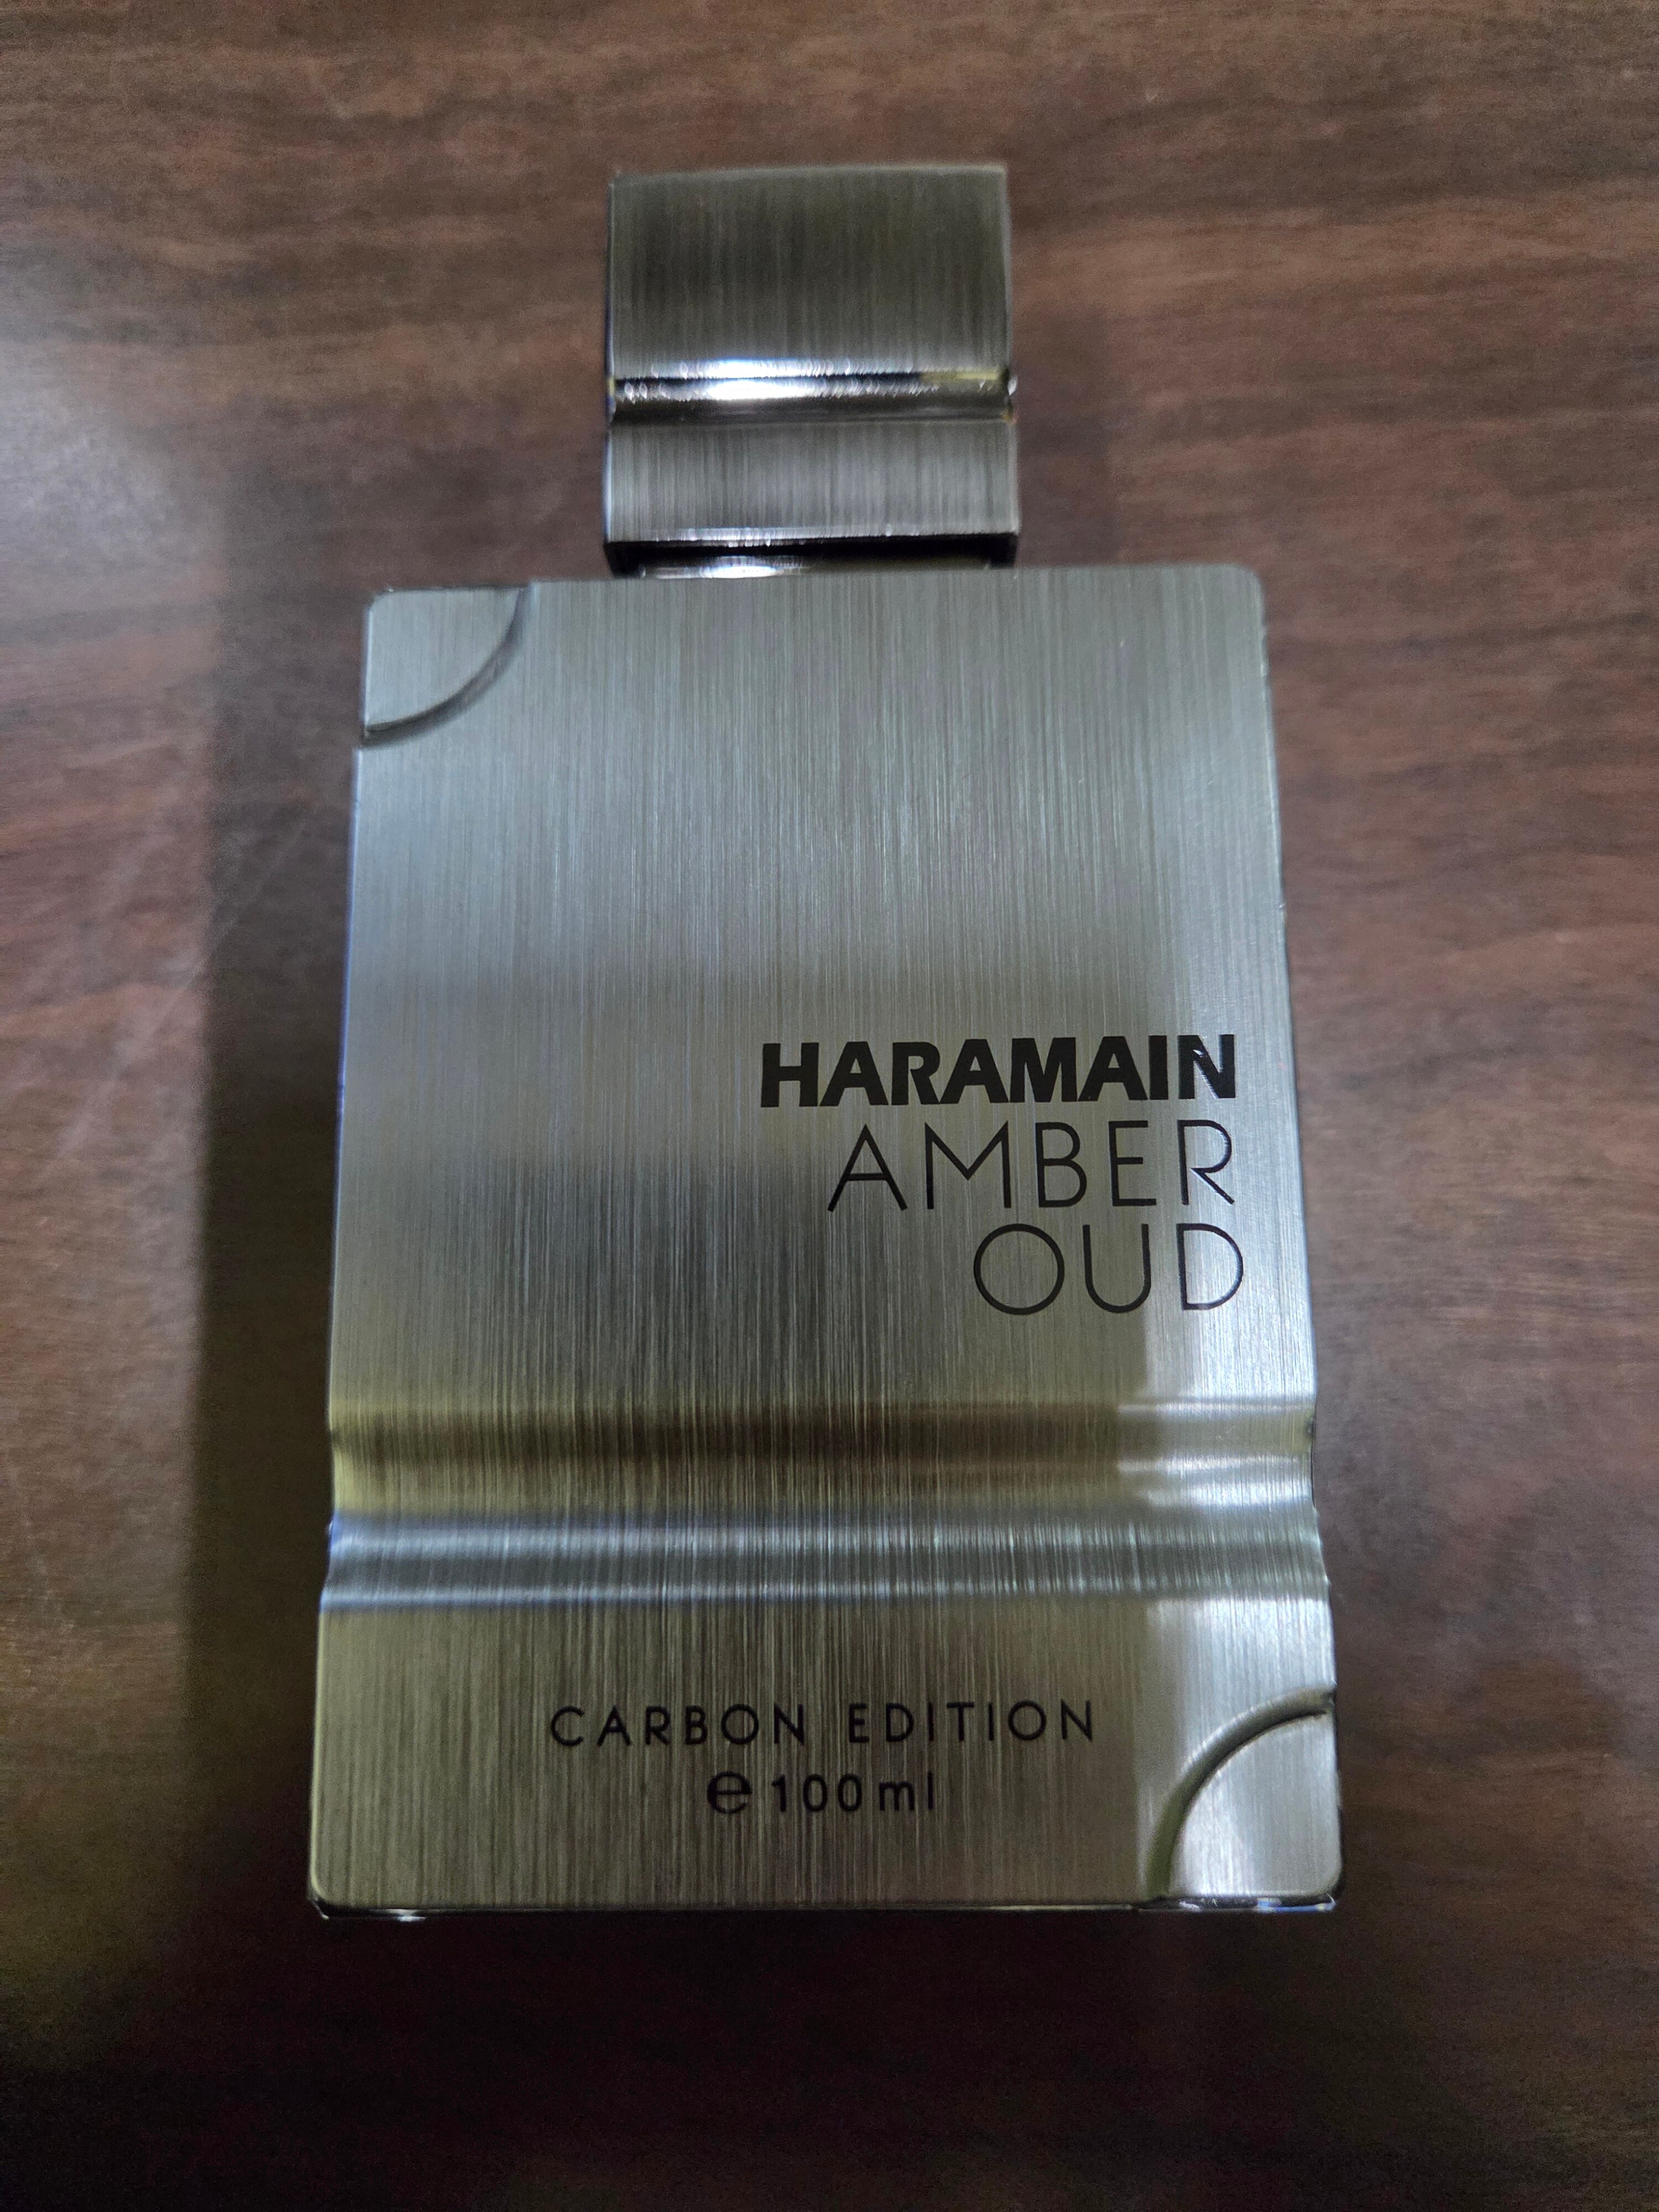 HARAMAIN
AMBER
OUD
CARBON EDITION
℮100ml